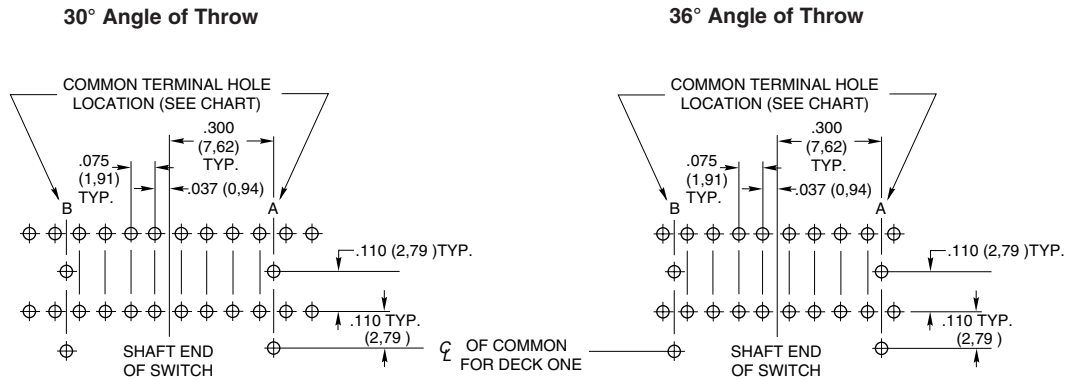 30° Angle of Throw
COMMON TERMINAL HOLE
LOCATION (SEE CHART)
.300
(7,62)
TYP.
.075
(1,91)
TYP.
.037 (0,94)
B
A
.110 (2,79 )TYP.
.110 TYP.
(2,79 )
SHAFT END
OF SWITCH
℄ OF COMMON
FOR DECK ONE
36° Angle of Throw
COMMON TERMINAL HOLE
LOCATION (SEE CHART)
.300
(7,62)
TYP.
.075
(1,91)
TYP.
.037 (0,94)
B
A
.110 (2,79 )TYP.
.110 TYP.
(2,79 )
SHAFT END
OF SWITCH